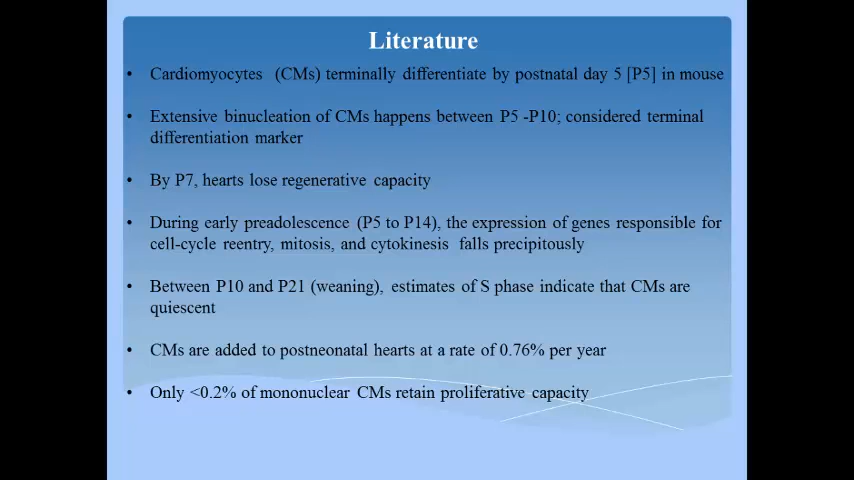 Literature
• Cardiomyocytes (CMs) terminally differentiate by postnatal day 5 [P5] in mouse
• Extensive binucleation of CMs happens between P5 -P10; considered terminal
differentiation marker
• By P7, hearts lose regenerative capacity
• During early preadolescence (P5 to P14), the expression of genes responsible for
cell-cycle reentry, mitosis, and cytokinesis falls precipitously
• Between P10 and P21 (weaning), estimates of S phase indicate that CMs are
quiescent
• CMs are added to postneonatal hearts at a rate of 0.76% per year
• Only <0.2% of mononuclear CMs retain proliferative capacity